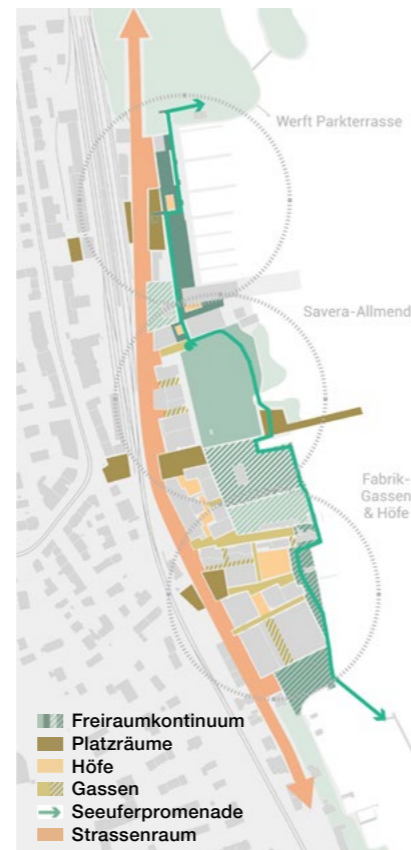 Werft Parkterrasse
Savera-Allmend
Fabrik-
Gassen
& Höfe
Freiraumkontinuum
Platzräume
Höfe
Gassen
Seeuferpromenade
Strassenraum